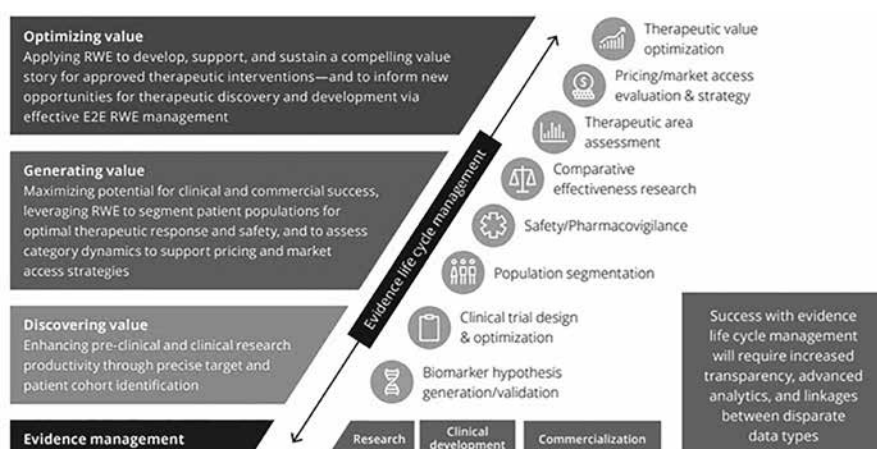 Optimizing value
Applying RWE to develop, support, and sustain a compelling value
story for approved therapeutic interventions—and to inform new
opportunities for therapeutic discovery and development via
effective E2E RWE management
Generating value
Maximizing potential for clinical and commercial success,
leveraging RWE to segment patient populations for
optimal therapeutic response and safety, and to assess
category dynamics to support pricing and market
access strategies
Discovering value
Enhancing pre-clinical and clinical research
productivity through precise target and
patient cohort identification
Evidence management
Evidence life cycle management
Therapeutic value
optimization
$
Pricing/market access
evaluation & strategy
Therapeutic area
assessment
Comparative
effectiveness research
Safety/Pharmacovigilance
Population segmentation
Clinical trial design
& optimization
Biomarker hypothesis
generation/validation
Research
Clinical
development
Commercialization
Success with evidence
life cycle management
will require increased
transparency, advanced
analytics, and linkages
between disparate
data types